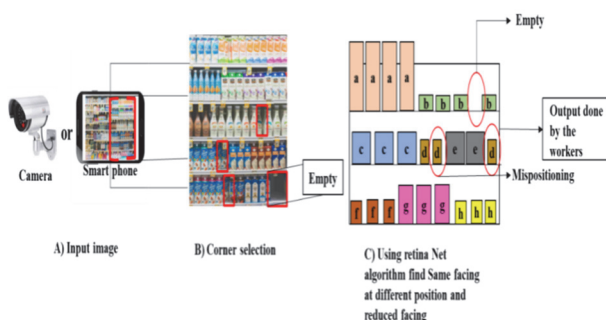 Empty
or
Camera
Smart phone
Empty
a a a a
b b b b
c c c d d e e d
f f f g g g h h h
Output done
by the
workers
Mispositioning
A) Input image
B) Corner selection
C) Using retina Net
algorithm find Same facing
at different position and
reduced facing